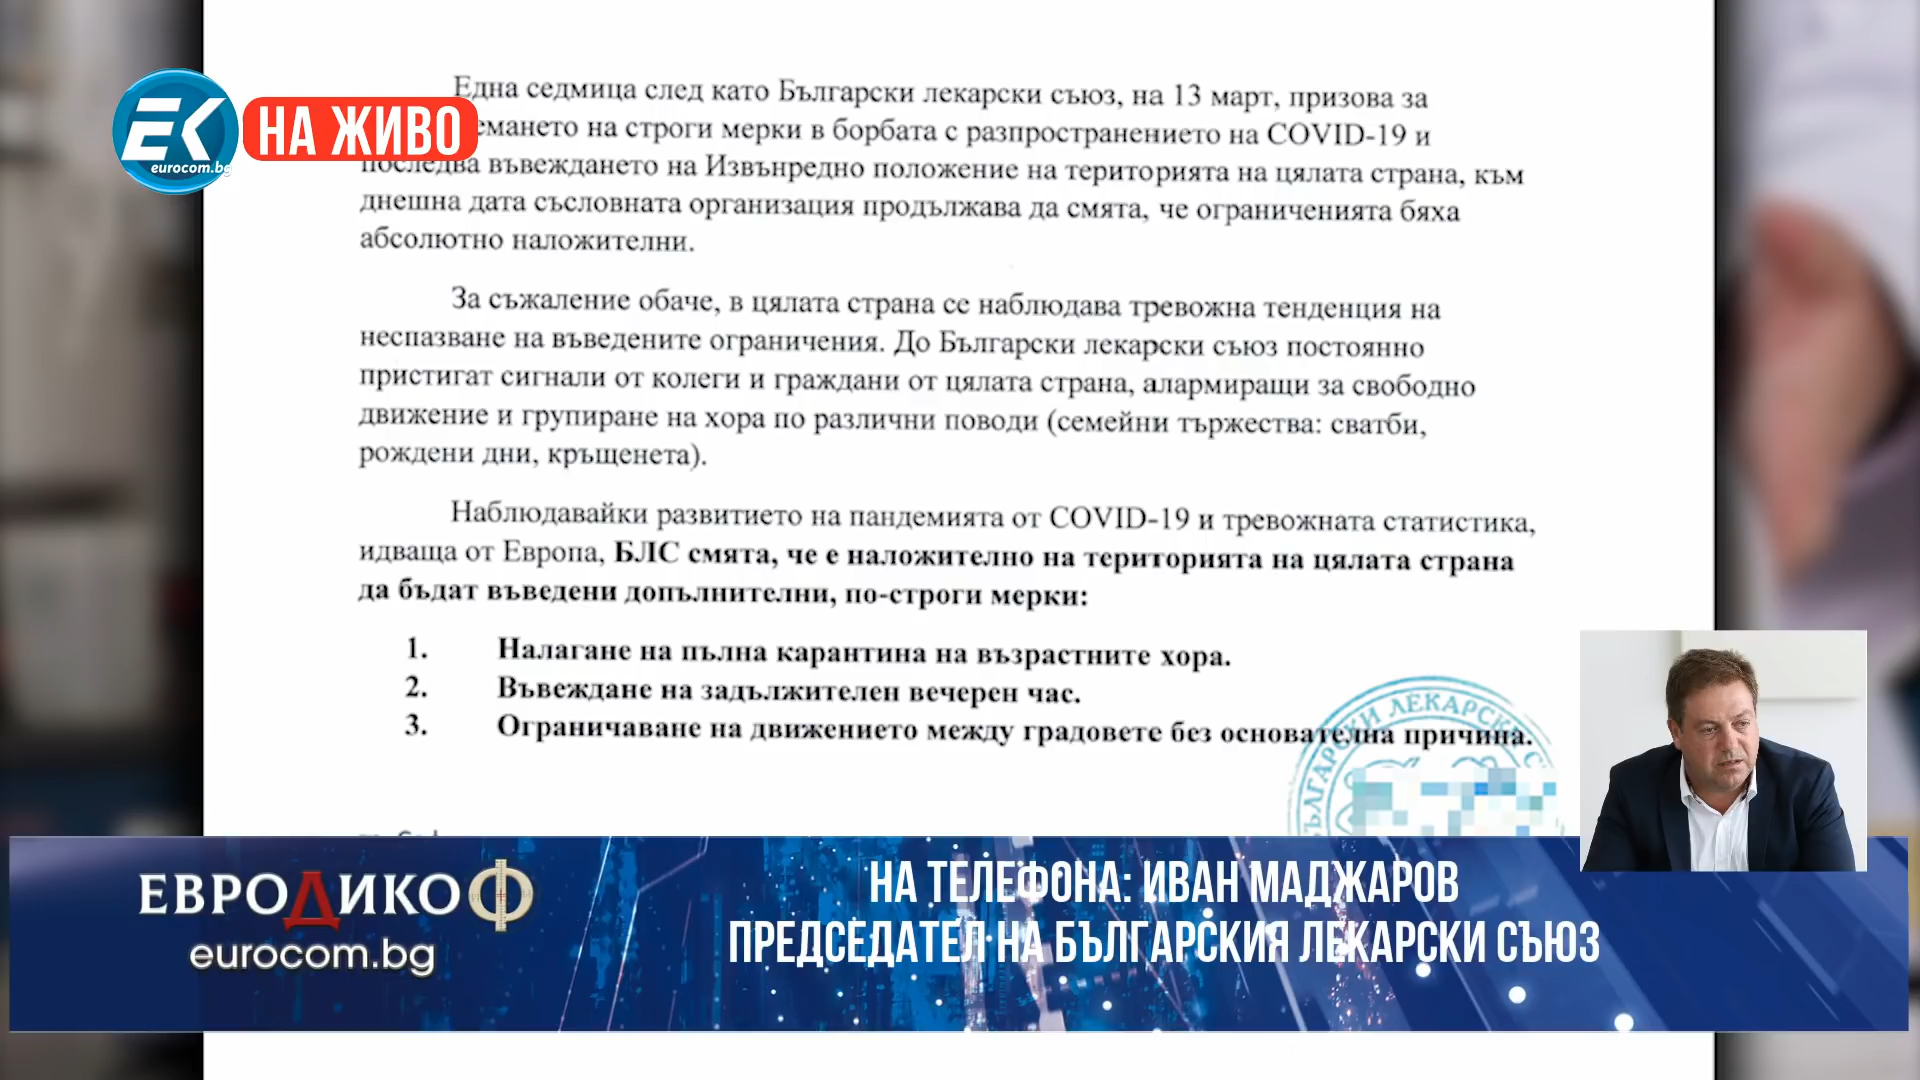 Една седмица след като Български лекарски съюз, на 13 март, призова за
на строги мерки в борбата с разпространението на COVID-19 и
последва въвеждането на Извънредно положение на територията на цялата страна, към
днешна дата съсловната организация продължава да смята, че ограниченията бяха
абсолютно наложителни.
За съжаление обаче, в цялата страна се наблюдава тревожна тенденция на
неспазване на въведените ограничения. До Български лекарски съюз постоянно
пристигат сигнали от колеги и граждани от цялата страна, алармиращи за свободно
движение и групиране на хора по различни поводи (семейни тържества: сватби,
рождени дни, кръщенета).
Наблюдавайки развитието на пандемията от COVID-19 и тревожната статистика,
идваща от Европа, БЛС смята, че е наложително на територията на цялата страна
да бъдат въведени допълнителни, по-строги мерки:
1. Налагане на пълна карантина на възрастните хора.
2. Въвеждане на задължителен вечерен час.
3. Ограничаване на движението между градовете без основателна причина.
БЪЛГАРСКИ ЛЕКАРСКИ
EK
eurocom.bg
НА ЖИВО
ЕВРОДИКОФ
eurocom.bg
НА ТЕЛЕФОНА: ИВАН МАДЖАРОВ
ПРЕДСЕДАТЕЛ НА БЪЛГАРСКИЯ ЛЕКАРСКИ СЪЮЗ